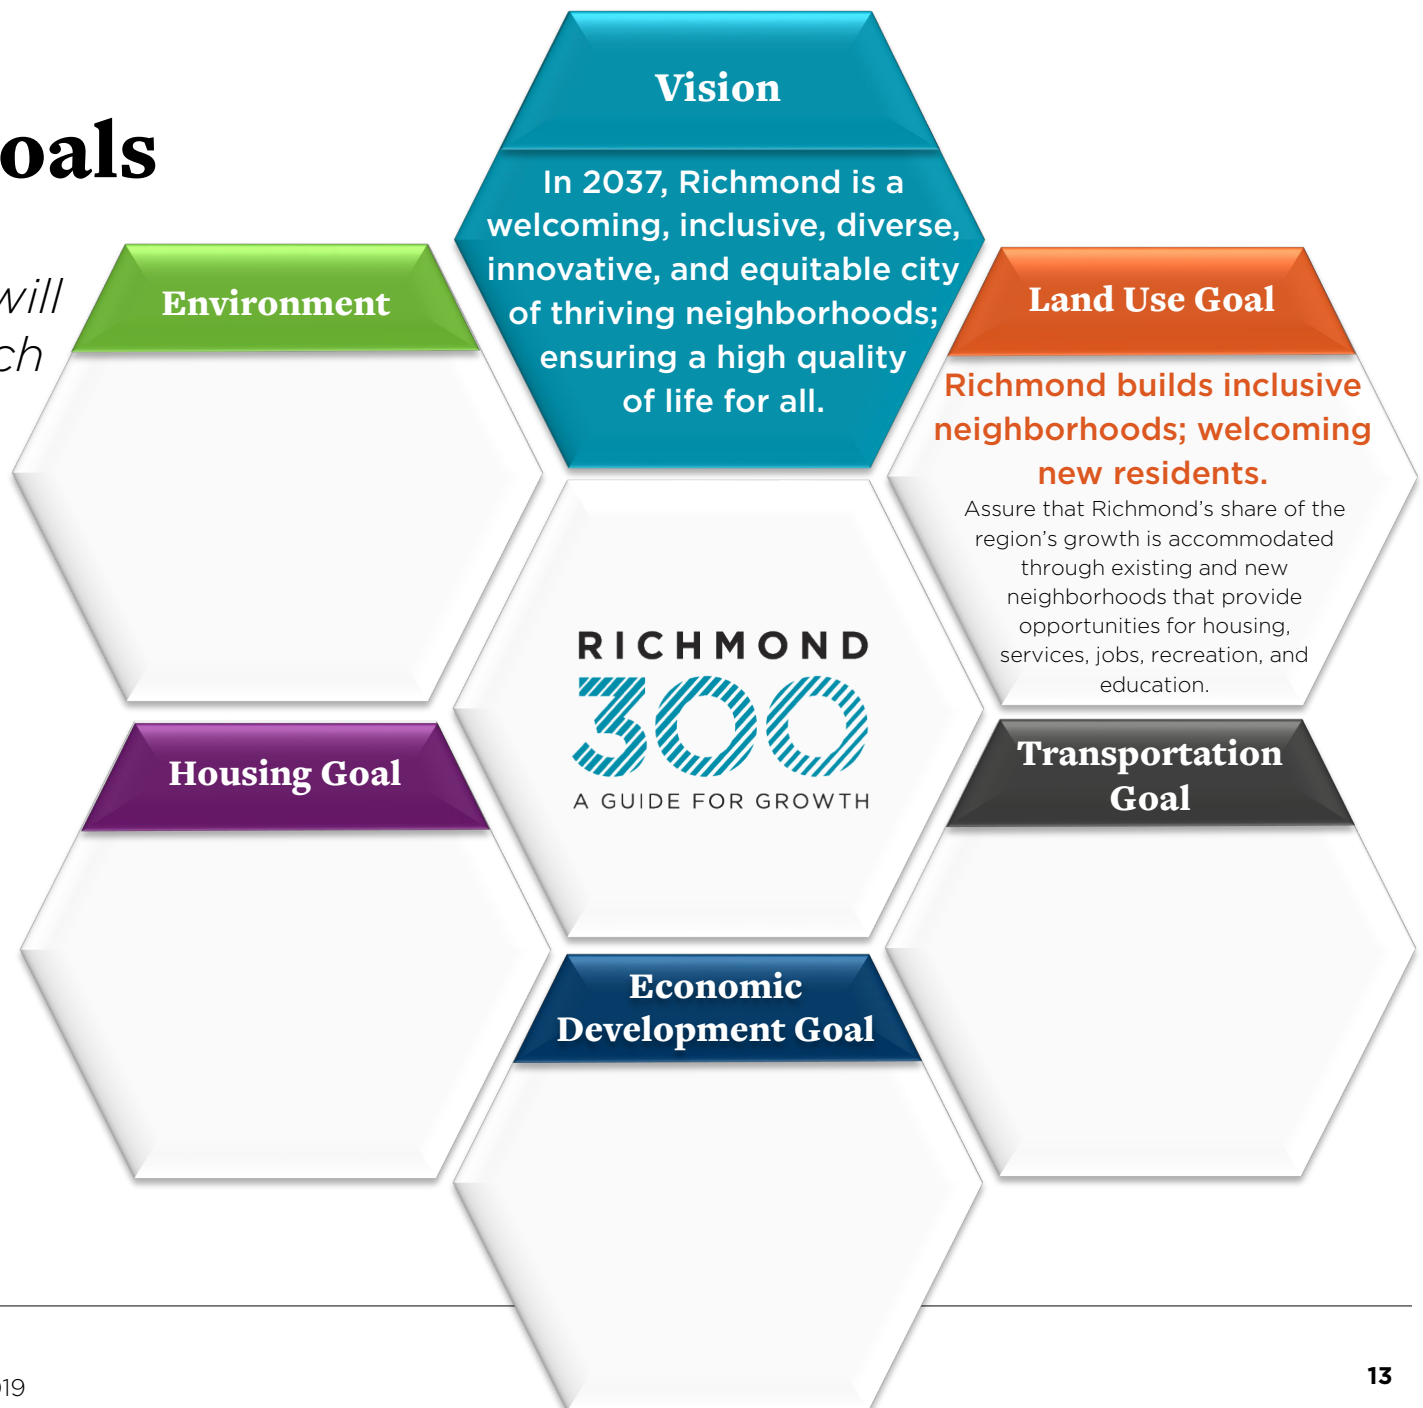 oals
will
ch
Vision
In 2037, Richmond is a
welcoming, inclusive, diverse,
innovative, and equitable city
of thriving neighborhoods;
ensuring a high quality
of life for all.
Environment
Land Use Goal
Richmond builds inclusive
neighborhoods; welcoming
new residents.
Assure that Richmond's share of the
region's growth is accommodated
through existing and new
neighborhoods that provide
opportunities for housing,
services, jobs, recreation, and
education.
RICHMOND
300
A GUIDE FOR GROWTH
Housing Goal
Transportation
Goal
Economic
Development Goal
019
13